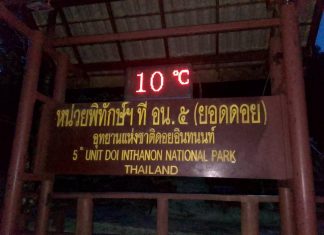 10 °C
หน่วยพิทักษ์ฯ ที่ อน.๕ (ยอดดอย)
อุทยานแห่งชาติดอยอินทนนท์
5 UNIT DOI INTHANON NATIONAL PARK
THAILAND